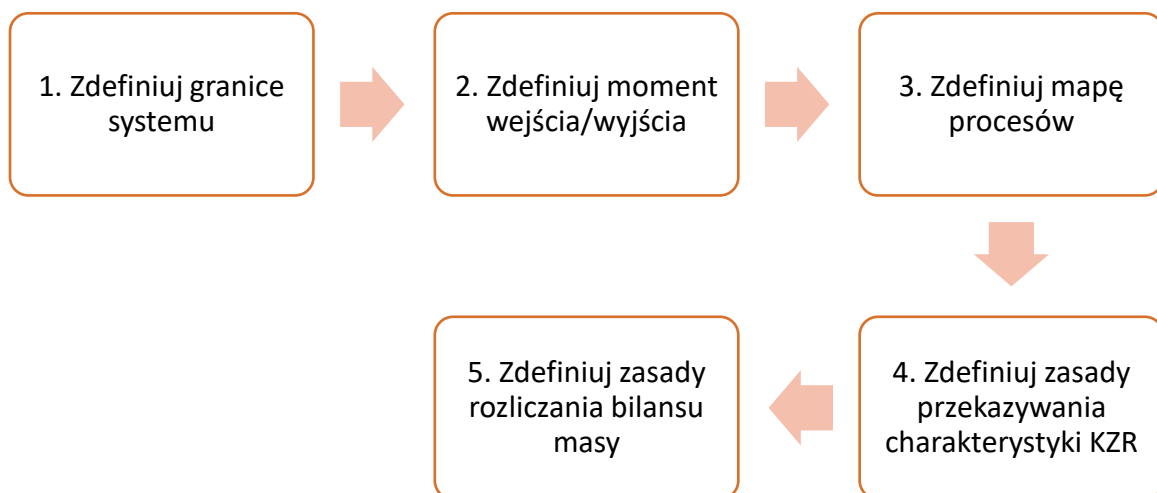 1. Zdefiniuj granice
systemu
2. Zdefiniuj moment
wejścia/wyjścia
3. Zdefiniuj mapę
procesów
4. Zdefiniuj zasady
przekazywania
charakterystyki KZR
5. Zdefiniuj zasady
rozliczania bilansu
masy